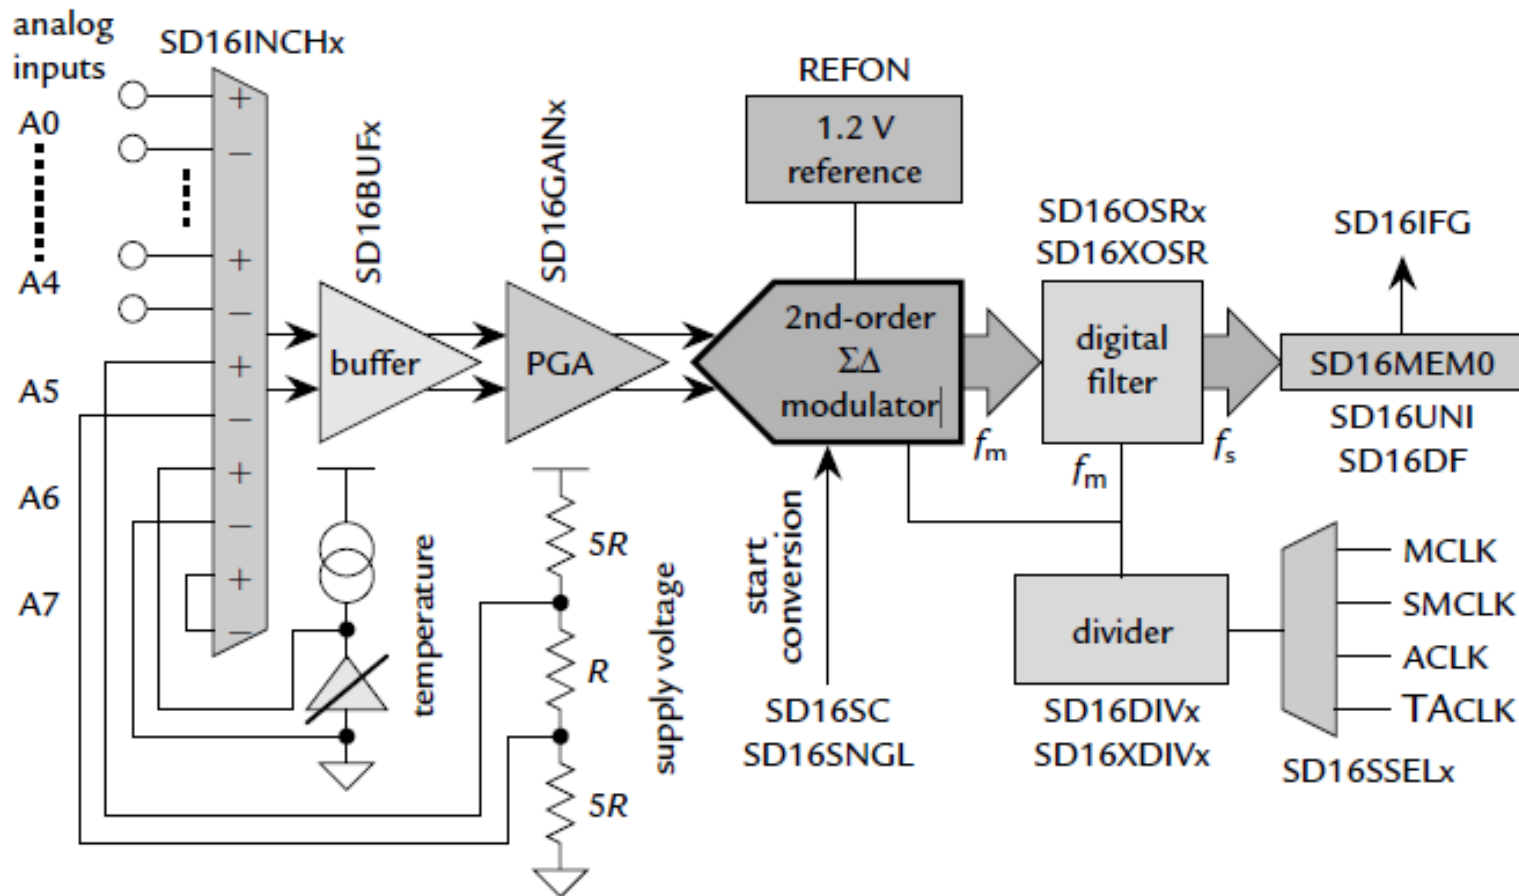 analog
inputs
SD16INCHx
A0
A4
A5
A6
A7
+
−
+
−
+
−
+
−
+
−
SD16BUFx
buffer
SD16GAINx
PGA
temperature
5R
R
5R
supply voltage
REFON
1.2 V
reference
2nd-order
ΣΔ
modulator
start
conversion
SD16SC
SD16SNGL
fm
SD16OSRx
SD16XOSR
digital
filter
fm
fs
SD16IFG
SD16MEM0
SD16UNI
SD16DF
divider
SD16DIVx
SD16XDIVx
MCLK
SMCLK
ACLK
TACLK
SD16SSELx